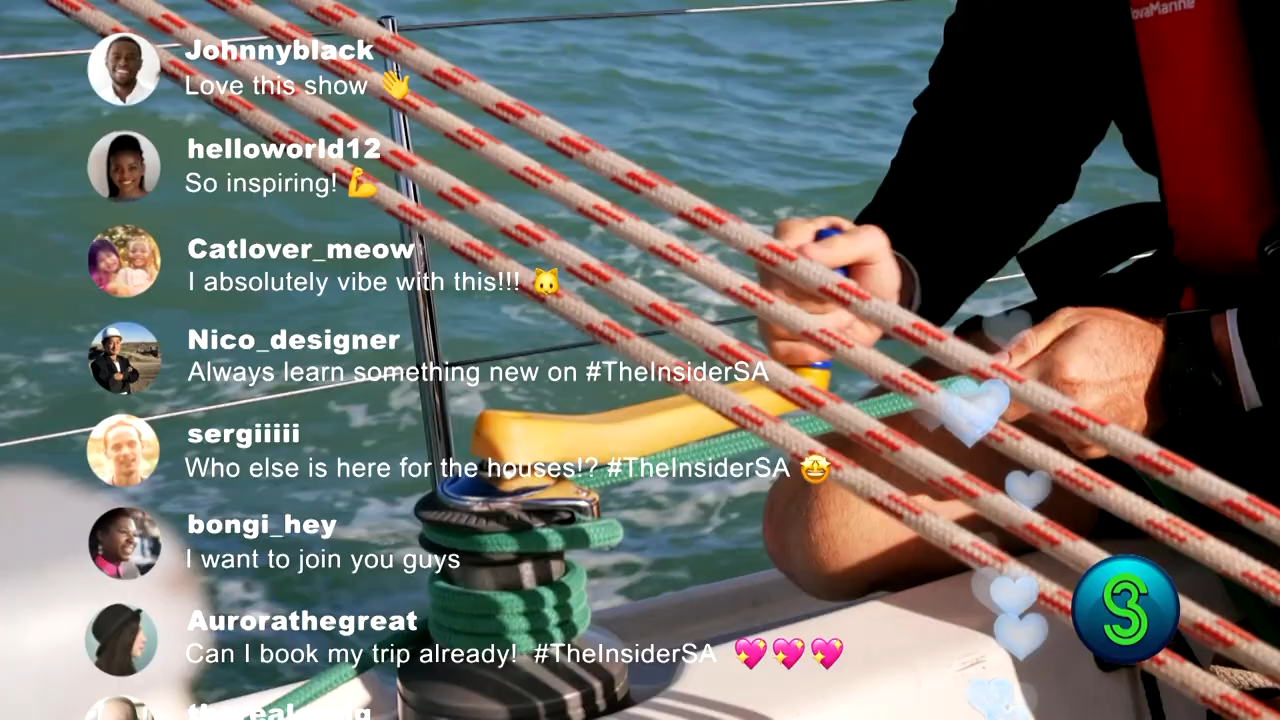 ovaMarine
Johnnyblack
Love this show 👋
helloworld12
So inspiring! 💪
Catlover_meow
I absolutely vibe with this!!! 🐱
Nico_designer
Always learn something new on #TheInsiderSA
sergiiiii
Who else is here for the houses!? #TheInsiderSA 🤩
bongi_hey
I want to join you guys
Aurorathegreat
Can I book my trip already! #TheInsiderSA 💖💖💖
3